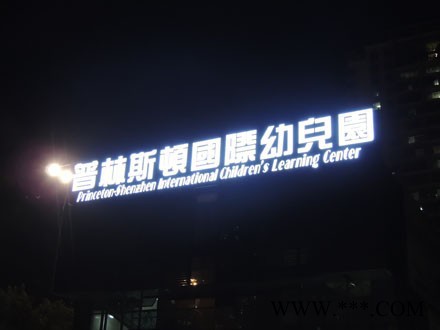 普林斯頓國際幼兒園
Princeton-Shenzhen International Children's Learning Center
WWW.***.COM